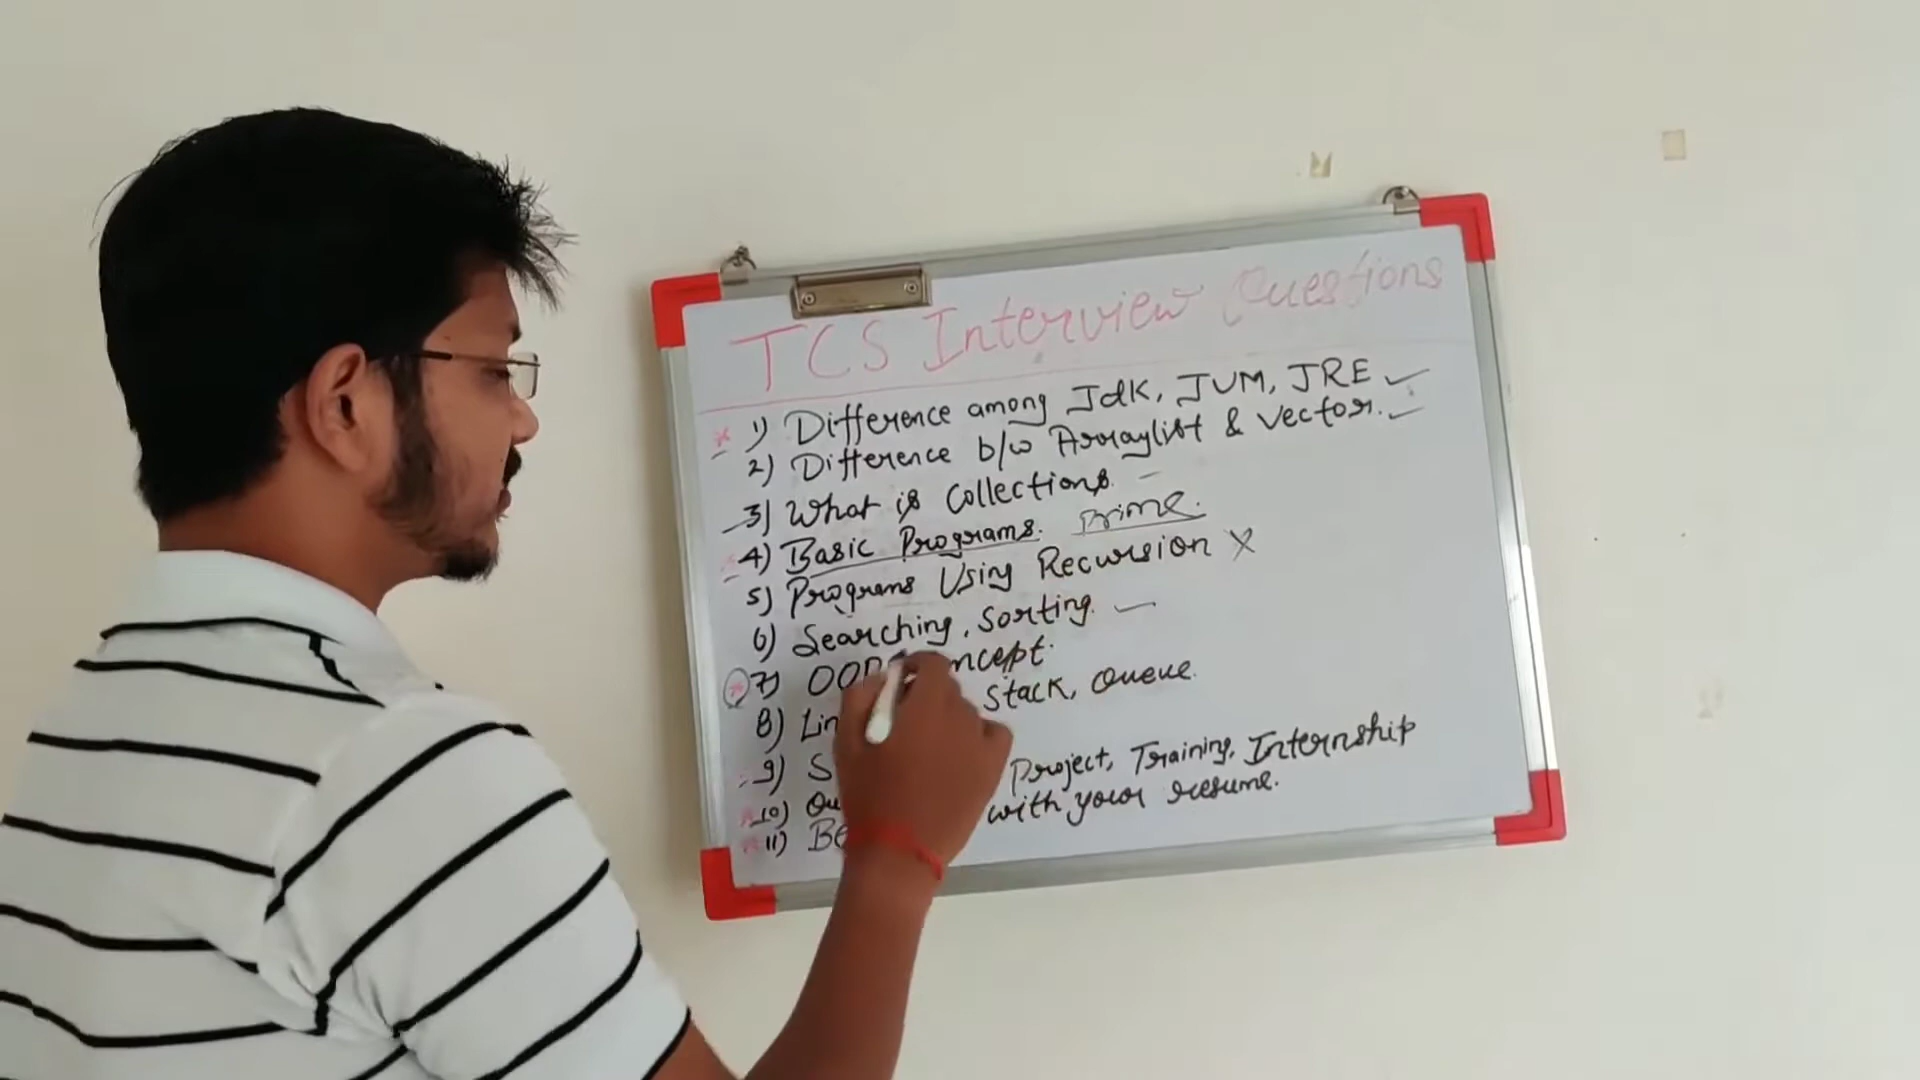 TCS Interview Questions
1) Difference among JdK, JVM, JRE
2) Difference b/w Arraylist & Vector.
3) What is Collections.
4) Basic Programs. Prime.
5) Programs Using Recursion X
6) Searching, Sorting.
7) OOP ncept.
8) Lin Stack, Queue.
9) S Project, Training, Internship
10) Qu with your resume.
11) Be